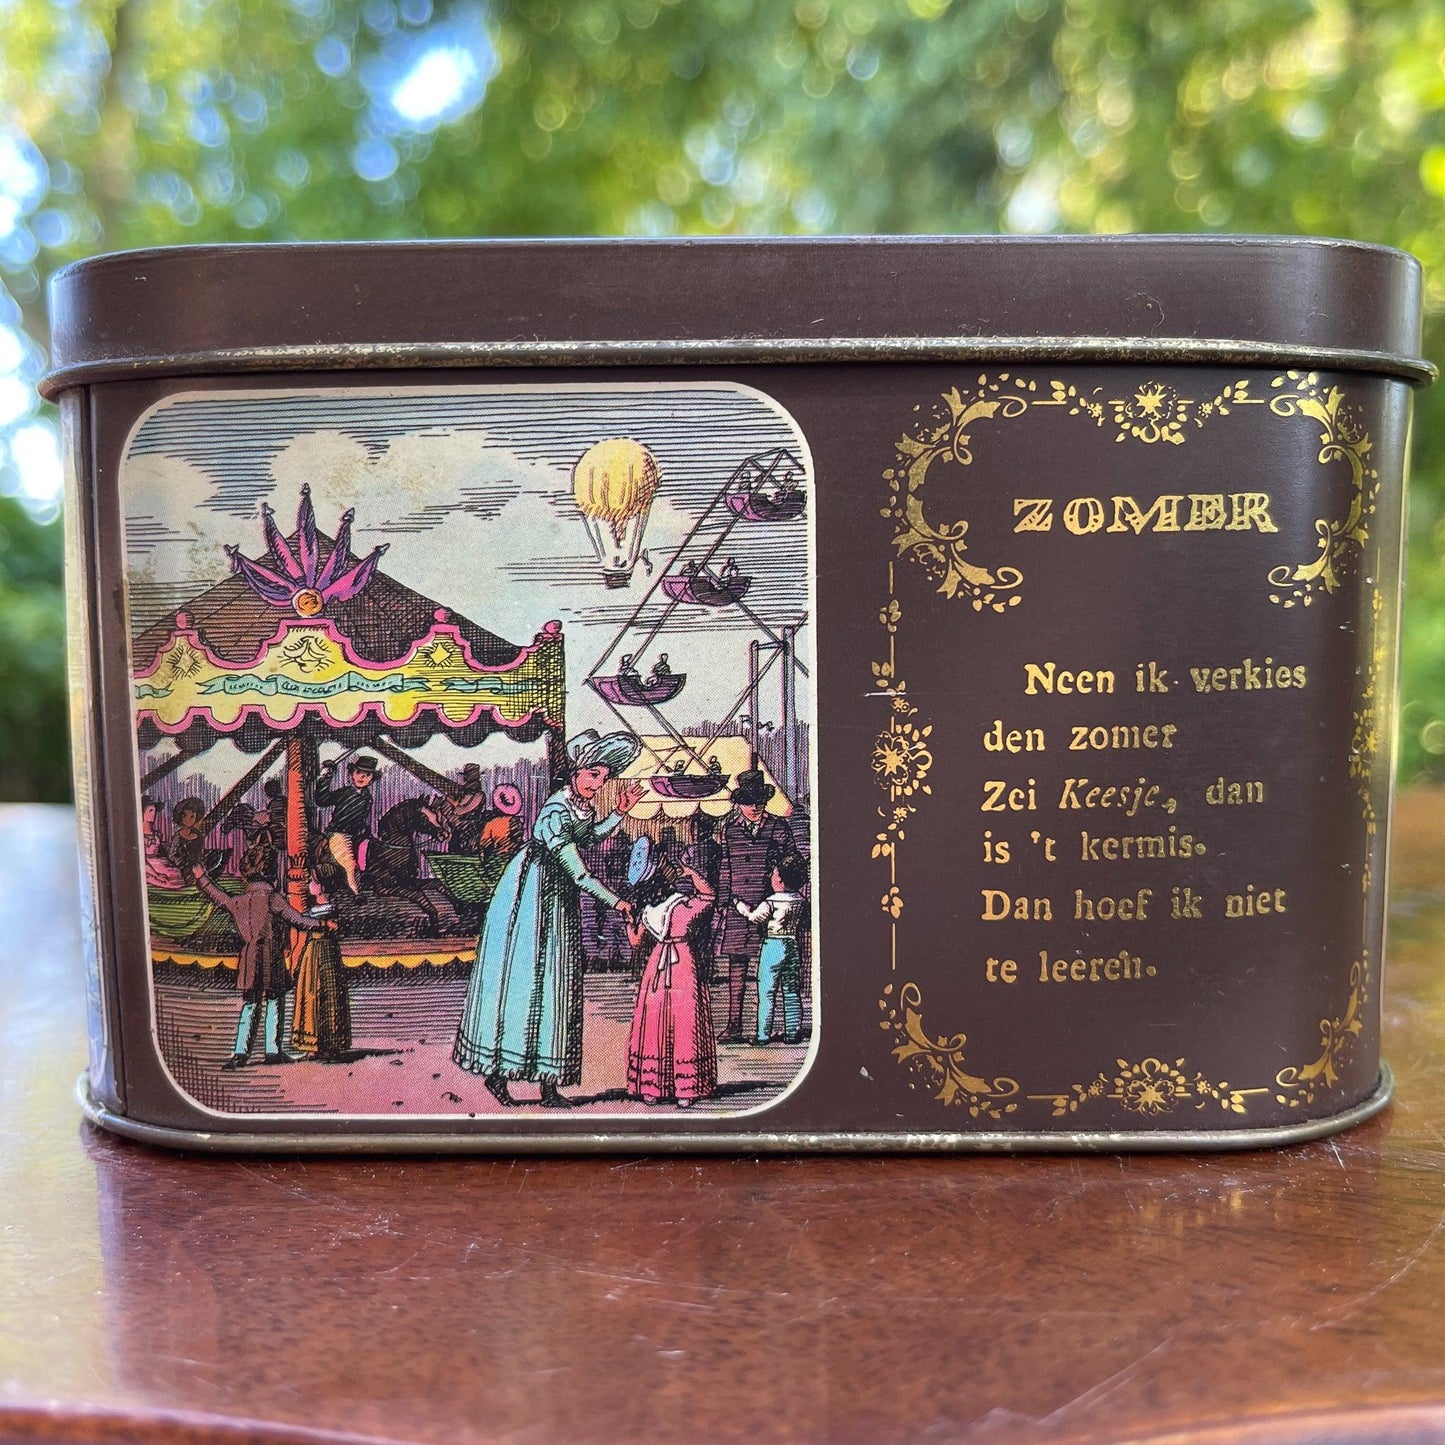 ZOMER
Neen ik verkies
den zomer
Zei Keesje, dan
is 't kermis.
Dan hoef ik niet
te leeren.